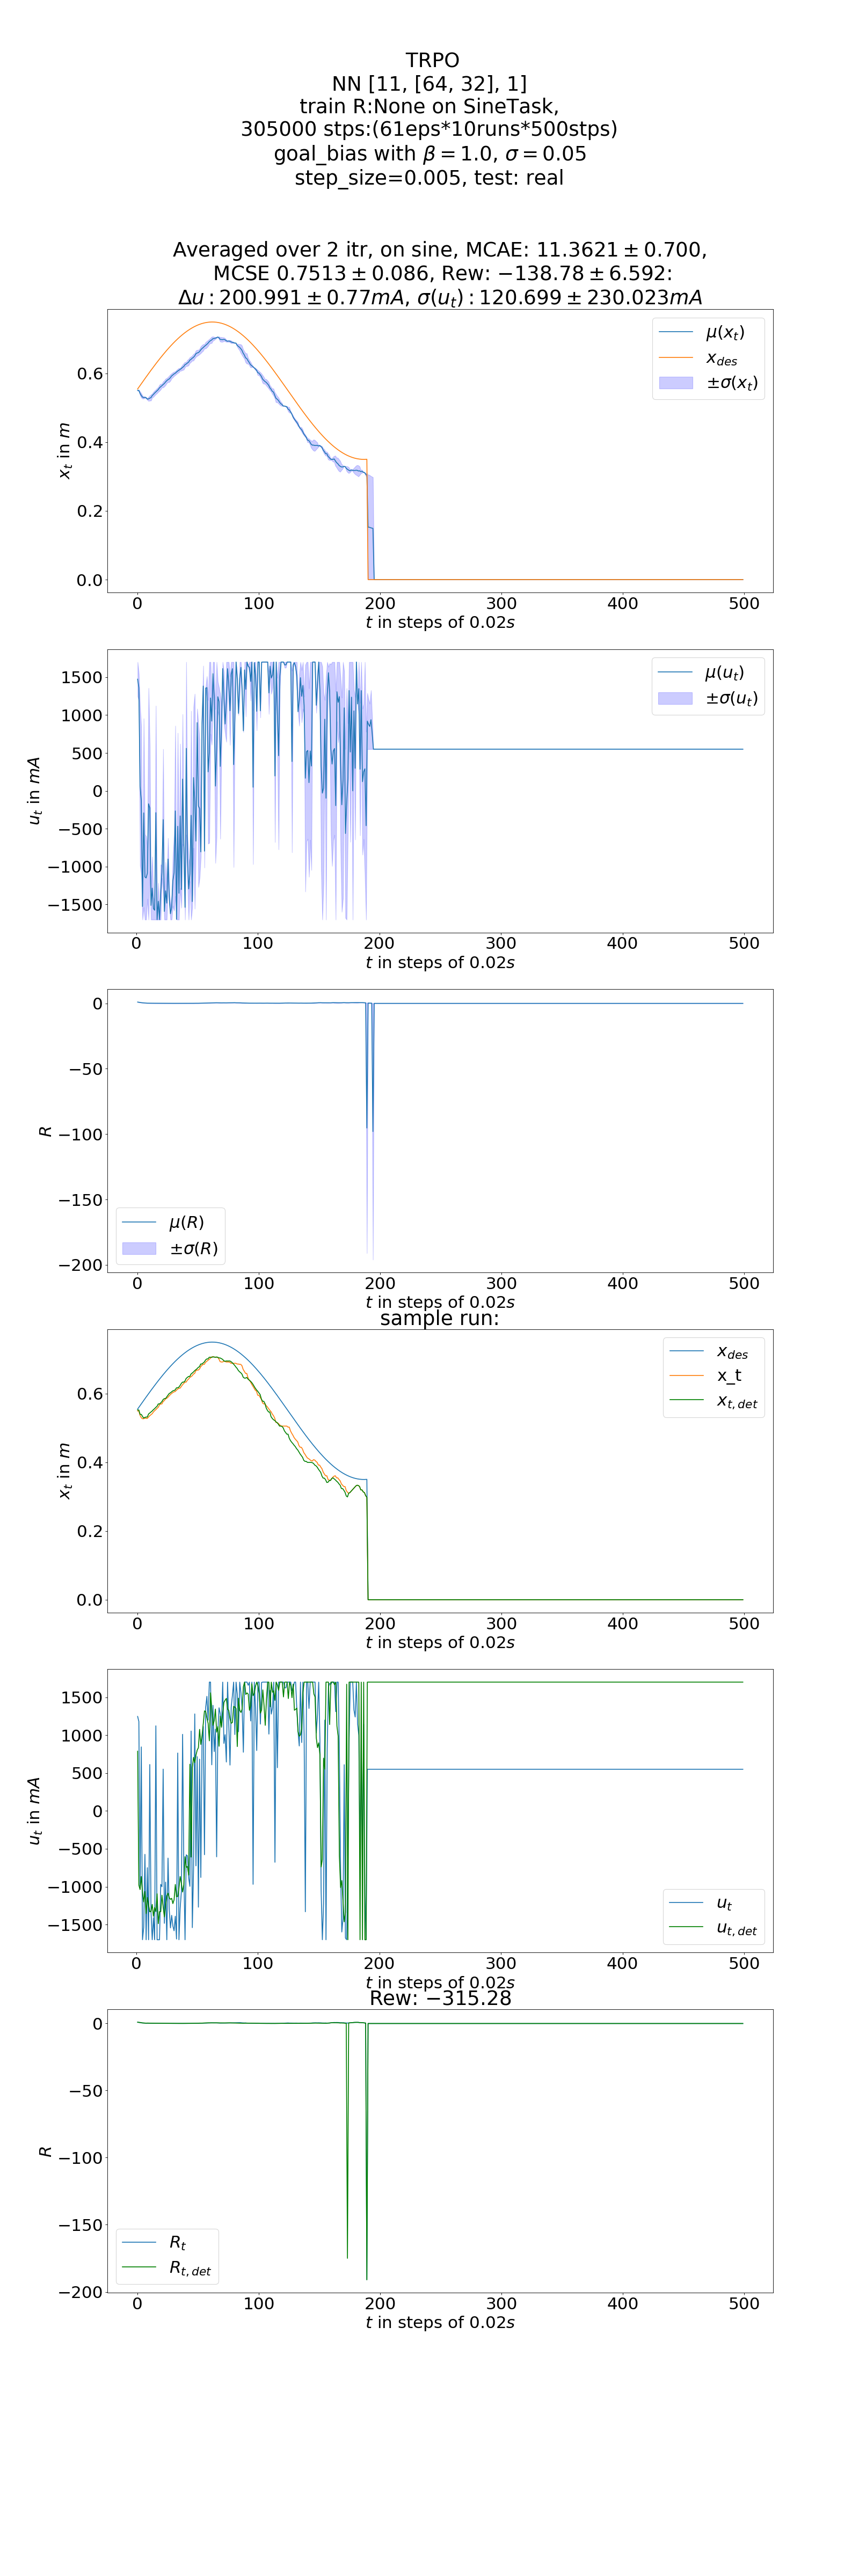 TRPO
NN [11, [64, 32], 1]
train R:None on SineTask,
305000 stps:(61eps*10runs*500stps)
goal_bias with β = 1.0, σ = 0.05
step_size=0.005, test: real
Averaged over 2 itr, on sine, MCAE: 11.3621 ± 0.700,
MCSE 0.7513 ± 0.086, Rew: −138.78 ± 6.592:
Δu : 200.991 ± 0.77mA, σ(u_t) : 120.699 ± 230.023mA
μ(x_t)
x_des
±σ(x_t)
x_t in m
0.6
0.4
0.2
0.0
0 100 200 300 400 500
t in steps of 0.02s
μ(u_t)
±σ(u_t)
u_t in mA
1500
1000
500
0
−500
−1000
−1500
0 100 200 300 400 500
t in steps of 0.02s
R
0
−50
−100
−150
−200
μ(R)
±σ(R)
0 100 200 300 400 500
t in steps of 0.02s
sample run:
x_des
x_t
x_t,det
x_t in m
0.6
0.4
0.2
0.0
0 100 200 300 400 500
t in steps of 0.02s
u_t in mA
1500
1000
500
0
−500
−1000
−1500
u_t
u_t,det
0 100 200 300 400 500
t in steps of 0.02s
Rew: −315.28
R
0
−50
−100
−150
−200
R_t
R_t,det
0 100 200 300 400 500
t in steps of 0.02s